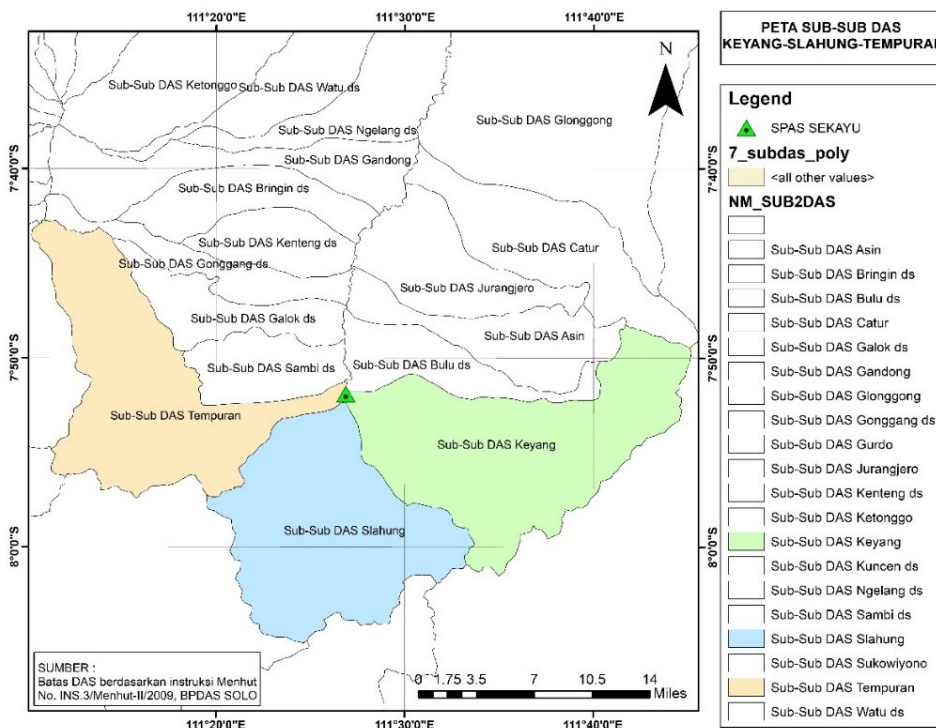 111°20'0"E
111°30'0"E
111°40'0"E
PETA SUB-SUB DAS
KEYANG-SLAHUNG-TEMPURAN
N
Legend
SPAS SEKAYU
7_subdas_poly
<all other values>
NM_SUB2DAS
Sub-Sub DAS Asin
Sub-Sub DAS Bringin ds
Sub-Sub DAS Bulu ds
Sub-Sub DAS Catur
Sub-Sub DAS Galok ds
Sub-Sub DAS Gandong
Sub-Sub DAS Glonggong
Sub-Sub DAS Gonggang ds
Sub-Sub DAS Gurdo
Sub-Sub DAS Jurangjero
Sub-Sub DAS Kenteng ds
Sub-Sub DAS Ketonggo
Sub-Sub DAS Keyang
Sub-Sub DAS Kuncen ds
Sub-Sub DAS Ngelang ds
Sub-Sub DAS Sambi ds
Sub-Sub DAS Slahung
Sub-Sub DAS Sukowiyono
Sub-Sub DAS Tempuran
Sub-Sub DAS Watu ds
Sub-Sub DAS Ketonggo
Sub-Sub DAS Watu ds
Sub-Sub DAS Glonggong
Sub-Sub DAS Ngelang ds
Sub-Sub DAS Gandong
Sub-Sub DAS Bringin ds
Sub-Sub DAS Kenteng ds
Sub-Sub DAS Catur
Sub-Sub DAS Gonggang ds
Sub-Sub DAS Jurangjero
Sub-Sub DAS Galok ds
Sub-Sub DAS Asin
Sub-Sub DAS Sambi ds
Sub-Sub DAS Bulu ds
Sub-Sub DAS Tempuran
Sub-Sub DAS Keyang
Sub-Sub DAS Slahung
7°40'0"S
7°50'0"S
8°0'0"S
7°40'0"S
7°50'0"S
8°0'0"S
SUMBER :
Batas DAS berdasarkan instruksi Menhut
No. INS.3/Menhut-II/2009, BPDAS SOLO
0 1.75 3.5 7 10.5 14
Miles
111°20'0"E
111°30'0"E
111°40'0"E